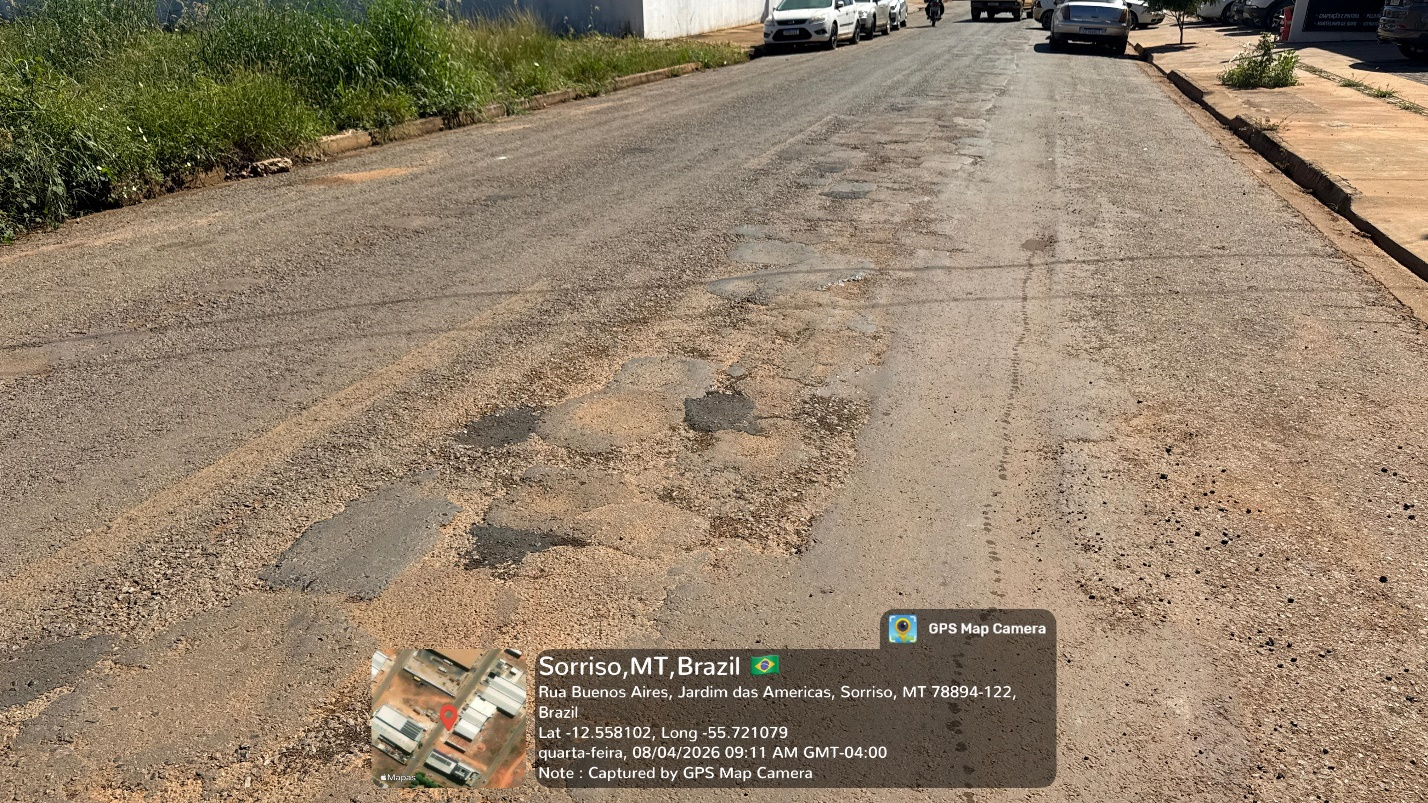 GPS Map Camera
Sorriso,MT,Brazil
Rua Buenos Aires, Jardim das Americas, Sorriso, MT 78894-122,
Brazil
Lat -12.558102, Long -55.721079
quarta-feira, 08/04/2026 09:11 AM GMT-04:00
Note : Captured by GPS Map Camera
Mapas